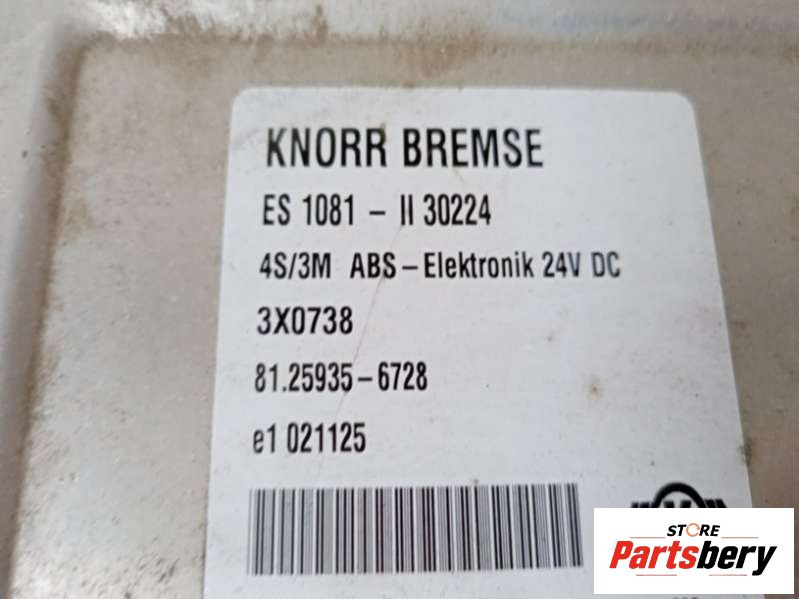 KNORR BREMSE
ES 1081 - II 30224
4S/3M ABS - Elektronik 24V DC
3X0738
81.25935 - 6728
e1 021125
STORE
Partsbery